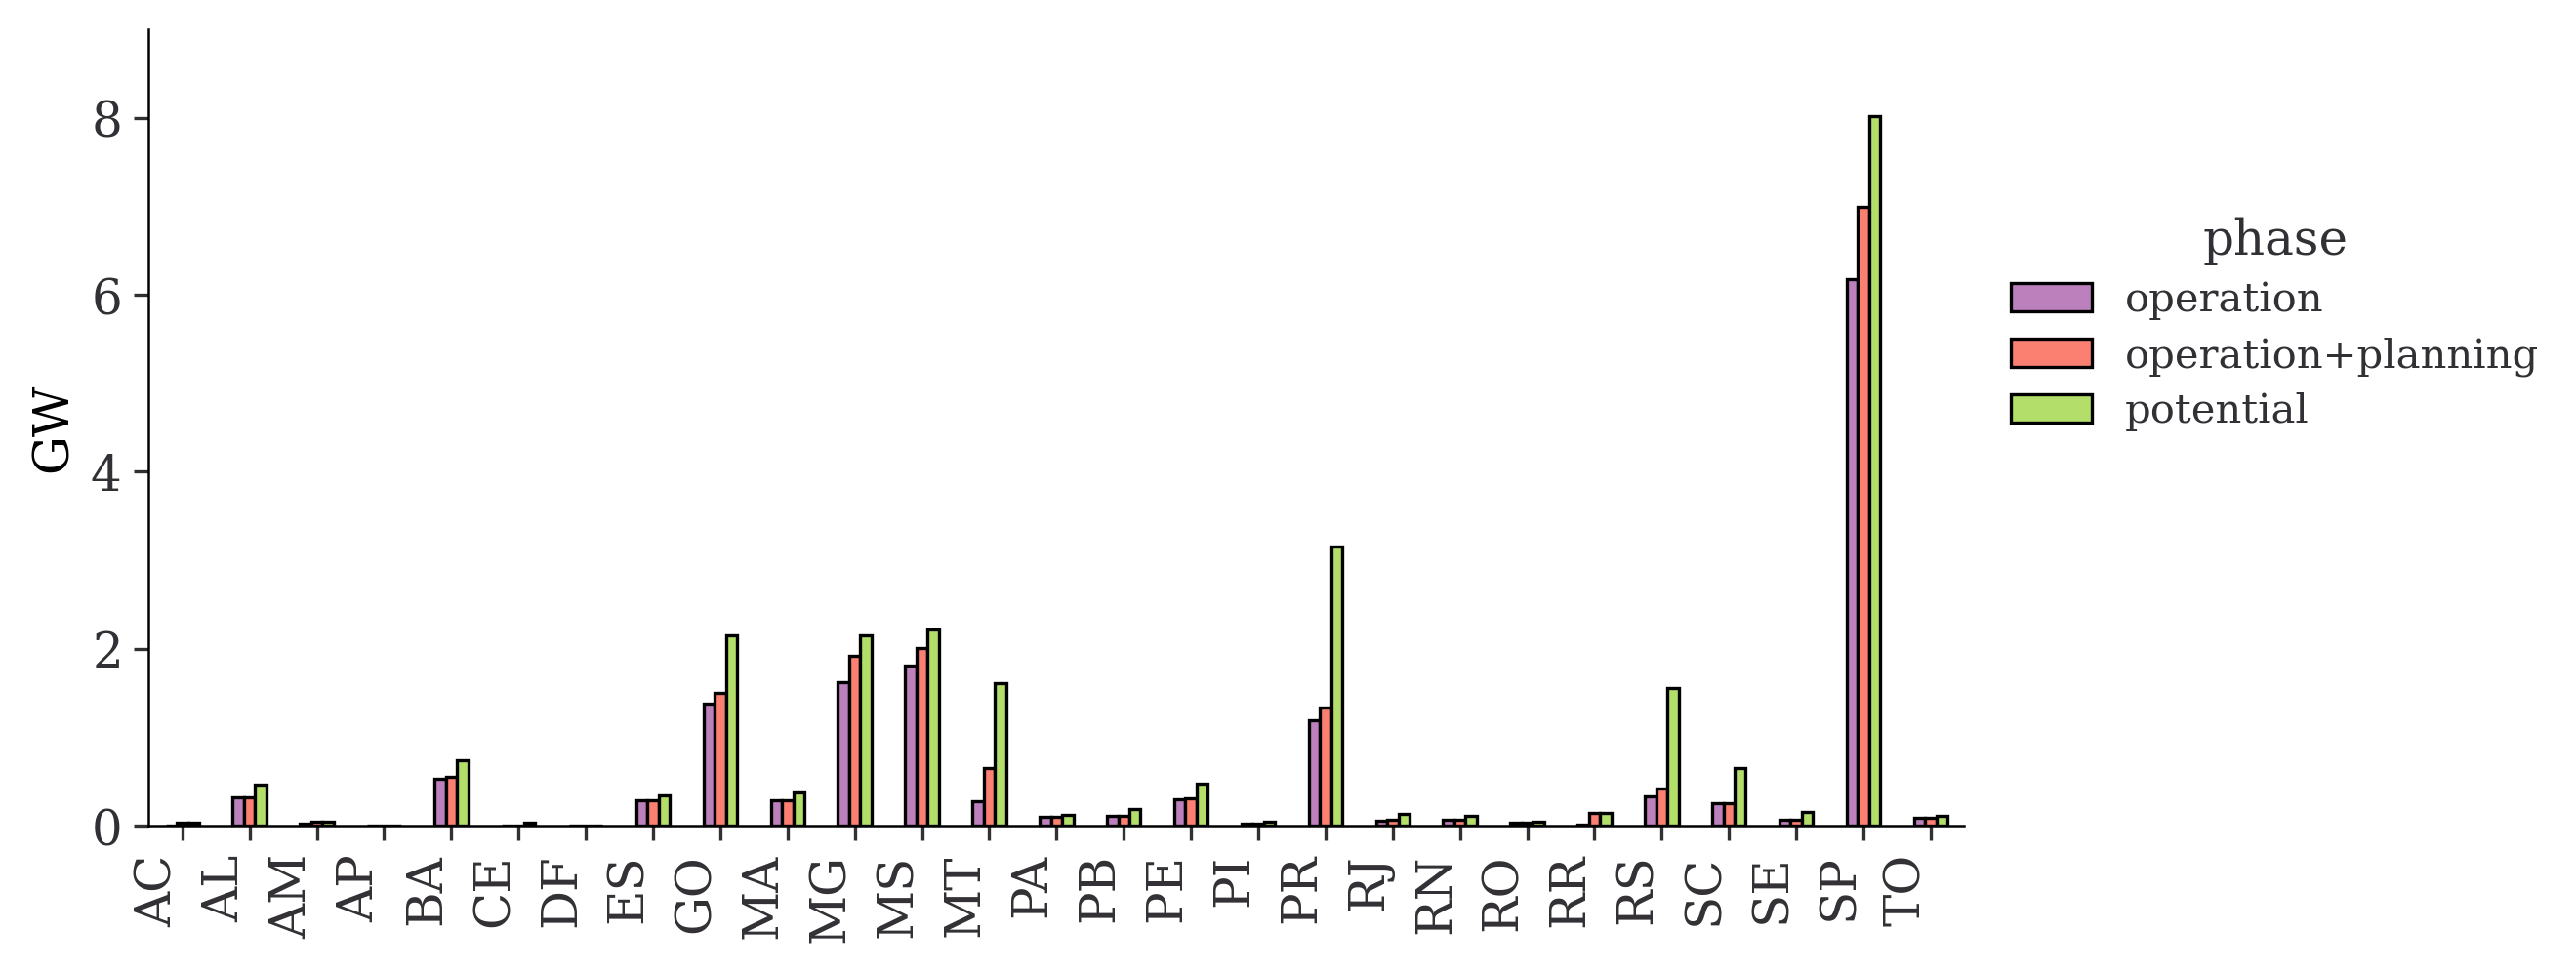 8
6
4
2
0
GW
AC
AL
AM
AP
BA
CE
DF
ES
GO
MA
MG
MS
MT
PA
PB
PE
PI
PR
RJ
RN
RO
RR
RS
SC
SE
SP
TO
phase
operation
operation+planning
potential